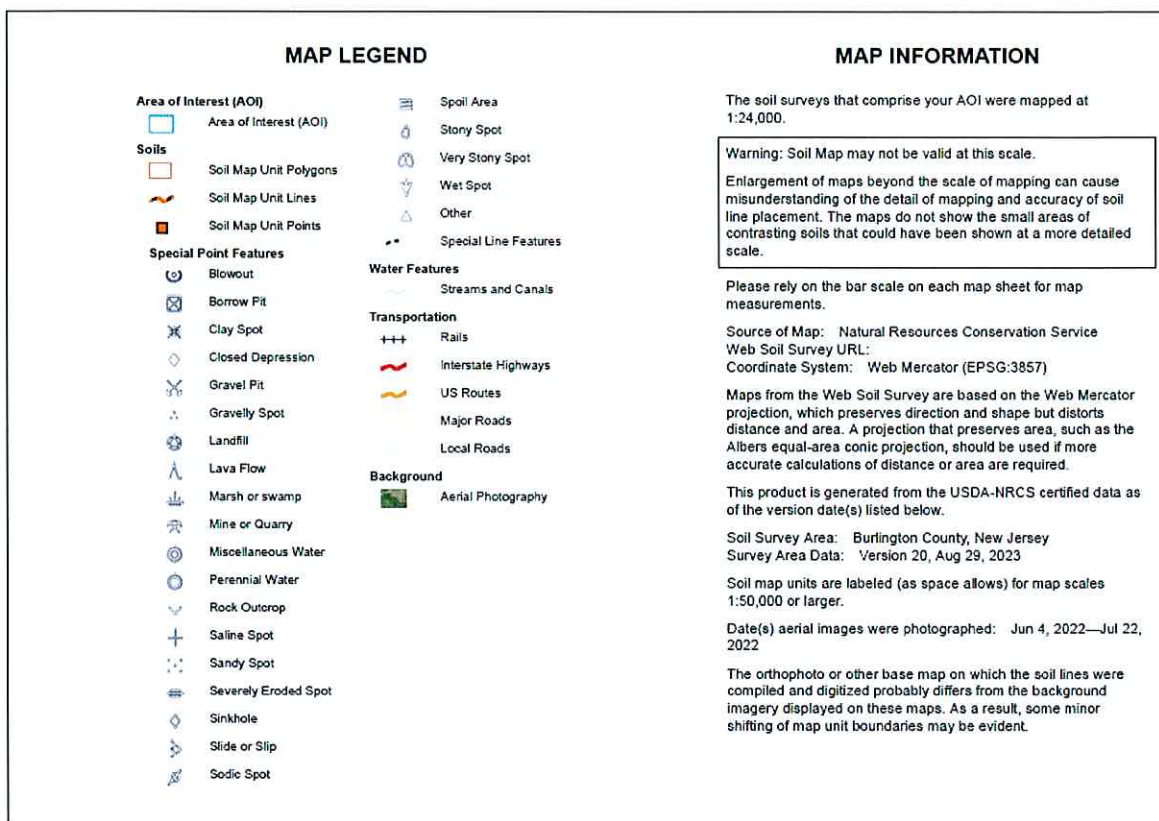 MAP LEGEND
Area of Interest (AOI)
Area of Interest (AOI)
Soils
Soil Map Unit Polygons
Soil Map Unit Lines
Soil Map Unit Points
Special Point Features
Blowout
Borrow Pit
Clay Spot
Closed Depression
Gravel Pit
Gravelly Spot
Landfill
Lava Flow
Marsh or swamp
Mine or Quarry
Miscellaneous Water
Perennial Water
Rock Outcrop
Saline Spot
Sandy Spot
Severely Eroded Spot
Sinkhole
Slide or Slip
Sodic Spot
Spoil Area
Stony Spot
Very Stony Spot
Wet Spot
Other
Special Line Features
Water Features
Streams and Canals
Transportation
Rails
Interstate Highways
US Routes
Major Roads
Local Roads
Background
Aerial Photography
MAP INFORMATION
The soil surveys that comprise your AOI were mapped at
1:24,000.
Warning: Soil Map may not be valid at this scale.
Enlargement of maps beyond the scale of mapping can cause
misunderstanding of the detail of mapping and accuracy of soil
line placement. The maps do not show the small areas of
contrasting soils that could have been shown at a more detailed
scale.
Please rely on the bar scale on each map sheet for map
measurements.
Source of Map: Natural Resources Conservation Service
Web Soil Survey URL:
Coordinate System: Web Mercator (EPSG:3857)
Maps from the Web Soil Survey are based on the Web Mercator
projection, which preserves direction and shape but distorts
distance and area. A projection that preserves area, such as the
Albers equal-area conic projection, should be used if more
accurate calculations of distance or area are required.
This product is generated from the USDA-NRCS certified data as
of the version date(s) listed below.
Soil Survey Area: Burlington County, New Jersey
Survey Area Data: Version 20, Aug 29, 2023
Soil map units are labeled (as space allows) for map scales
1:50,000 or larger.
Date(s) aerial images were photographed: Jun 4, 2022—Jul 22,
2022
The orthophoto or other base map on which the soil lines were
compiled and digitized probably differs from the background
imagery displayed on these maps. As a result, some minor
shifting of map unit boundaries may be evident.